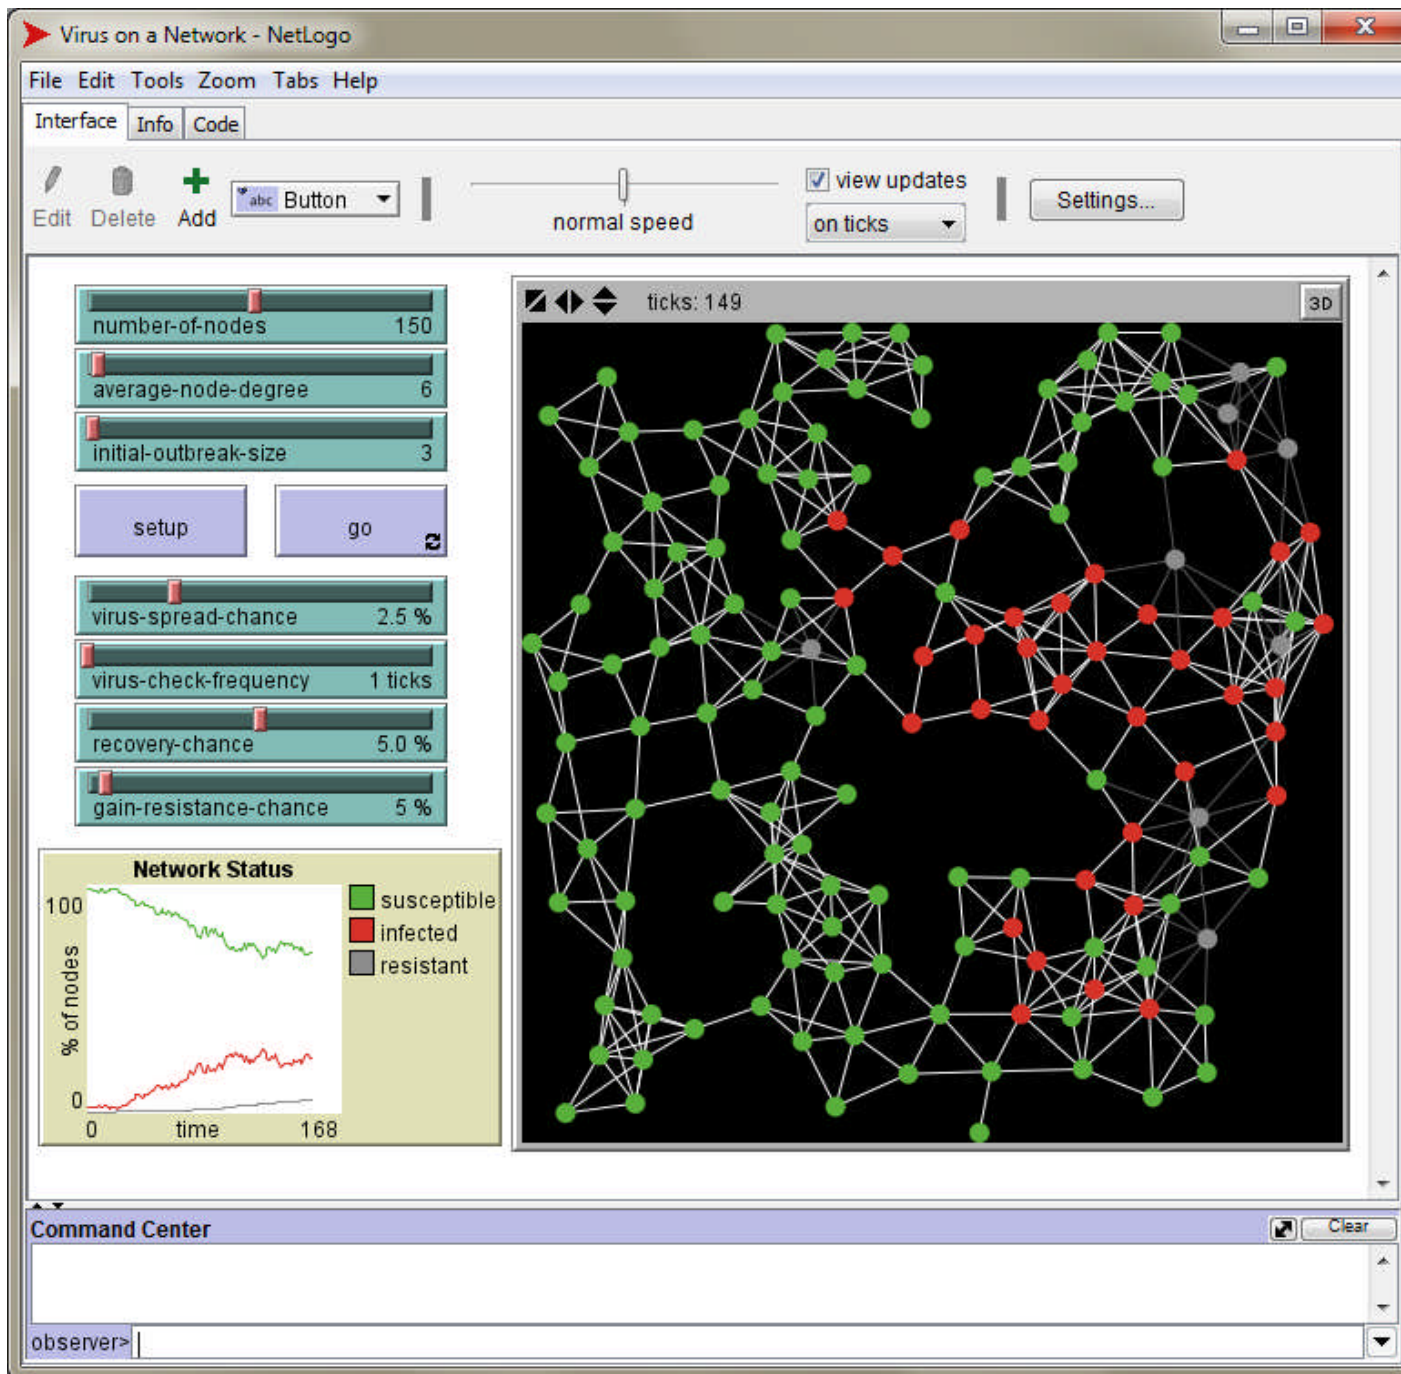 Virus on a Network - NetLogo
File Edit Tools Zoom Tabs Help
Interface Info Code
Edit Delete Add abc Button
normal speed
view updates
on ticks
Settings...
number-of-nodes 150
average-node-degree 6
initial-outbreak-size 3
setup go
virus-spread-chance 2.5 %
virus-check-frequency 1 ticks
recovery-chance 5.0 %
gain-resistance-chance 5 %
Network Status
100
% of nodes
0
0 time 168
susceptible
infected
resistant
ticks: 149 3D
Command Center Clear
observer>